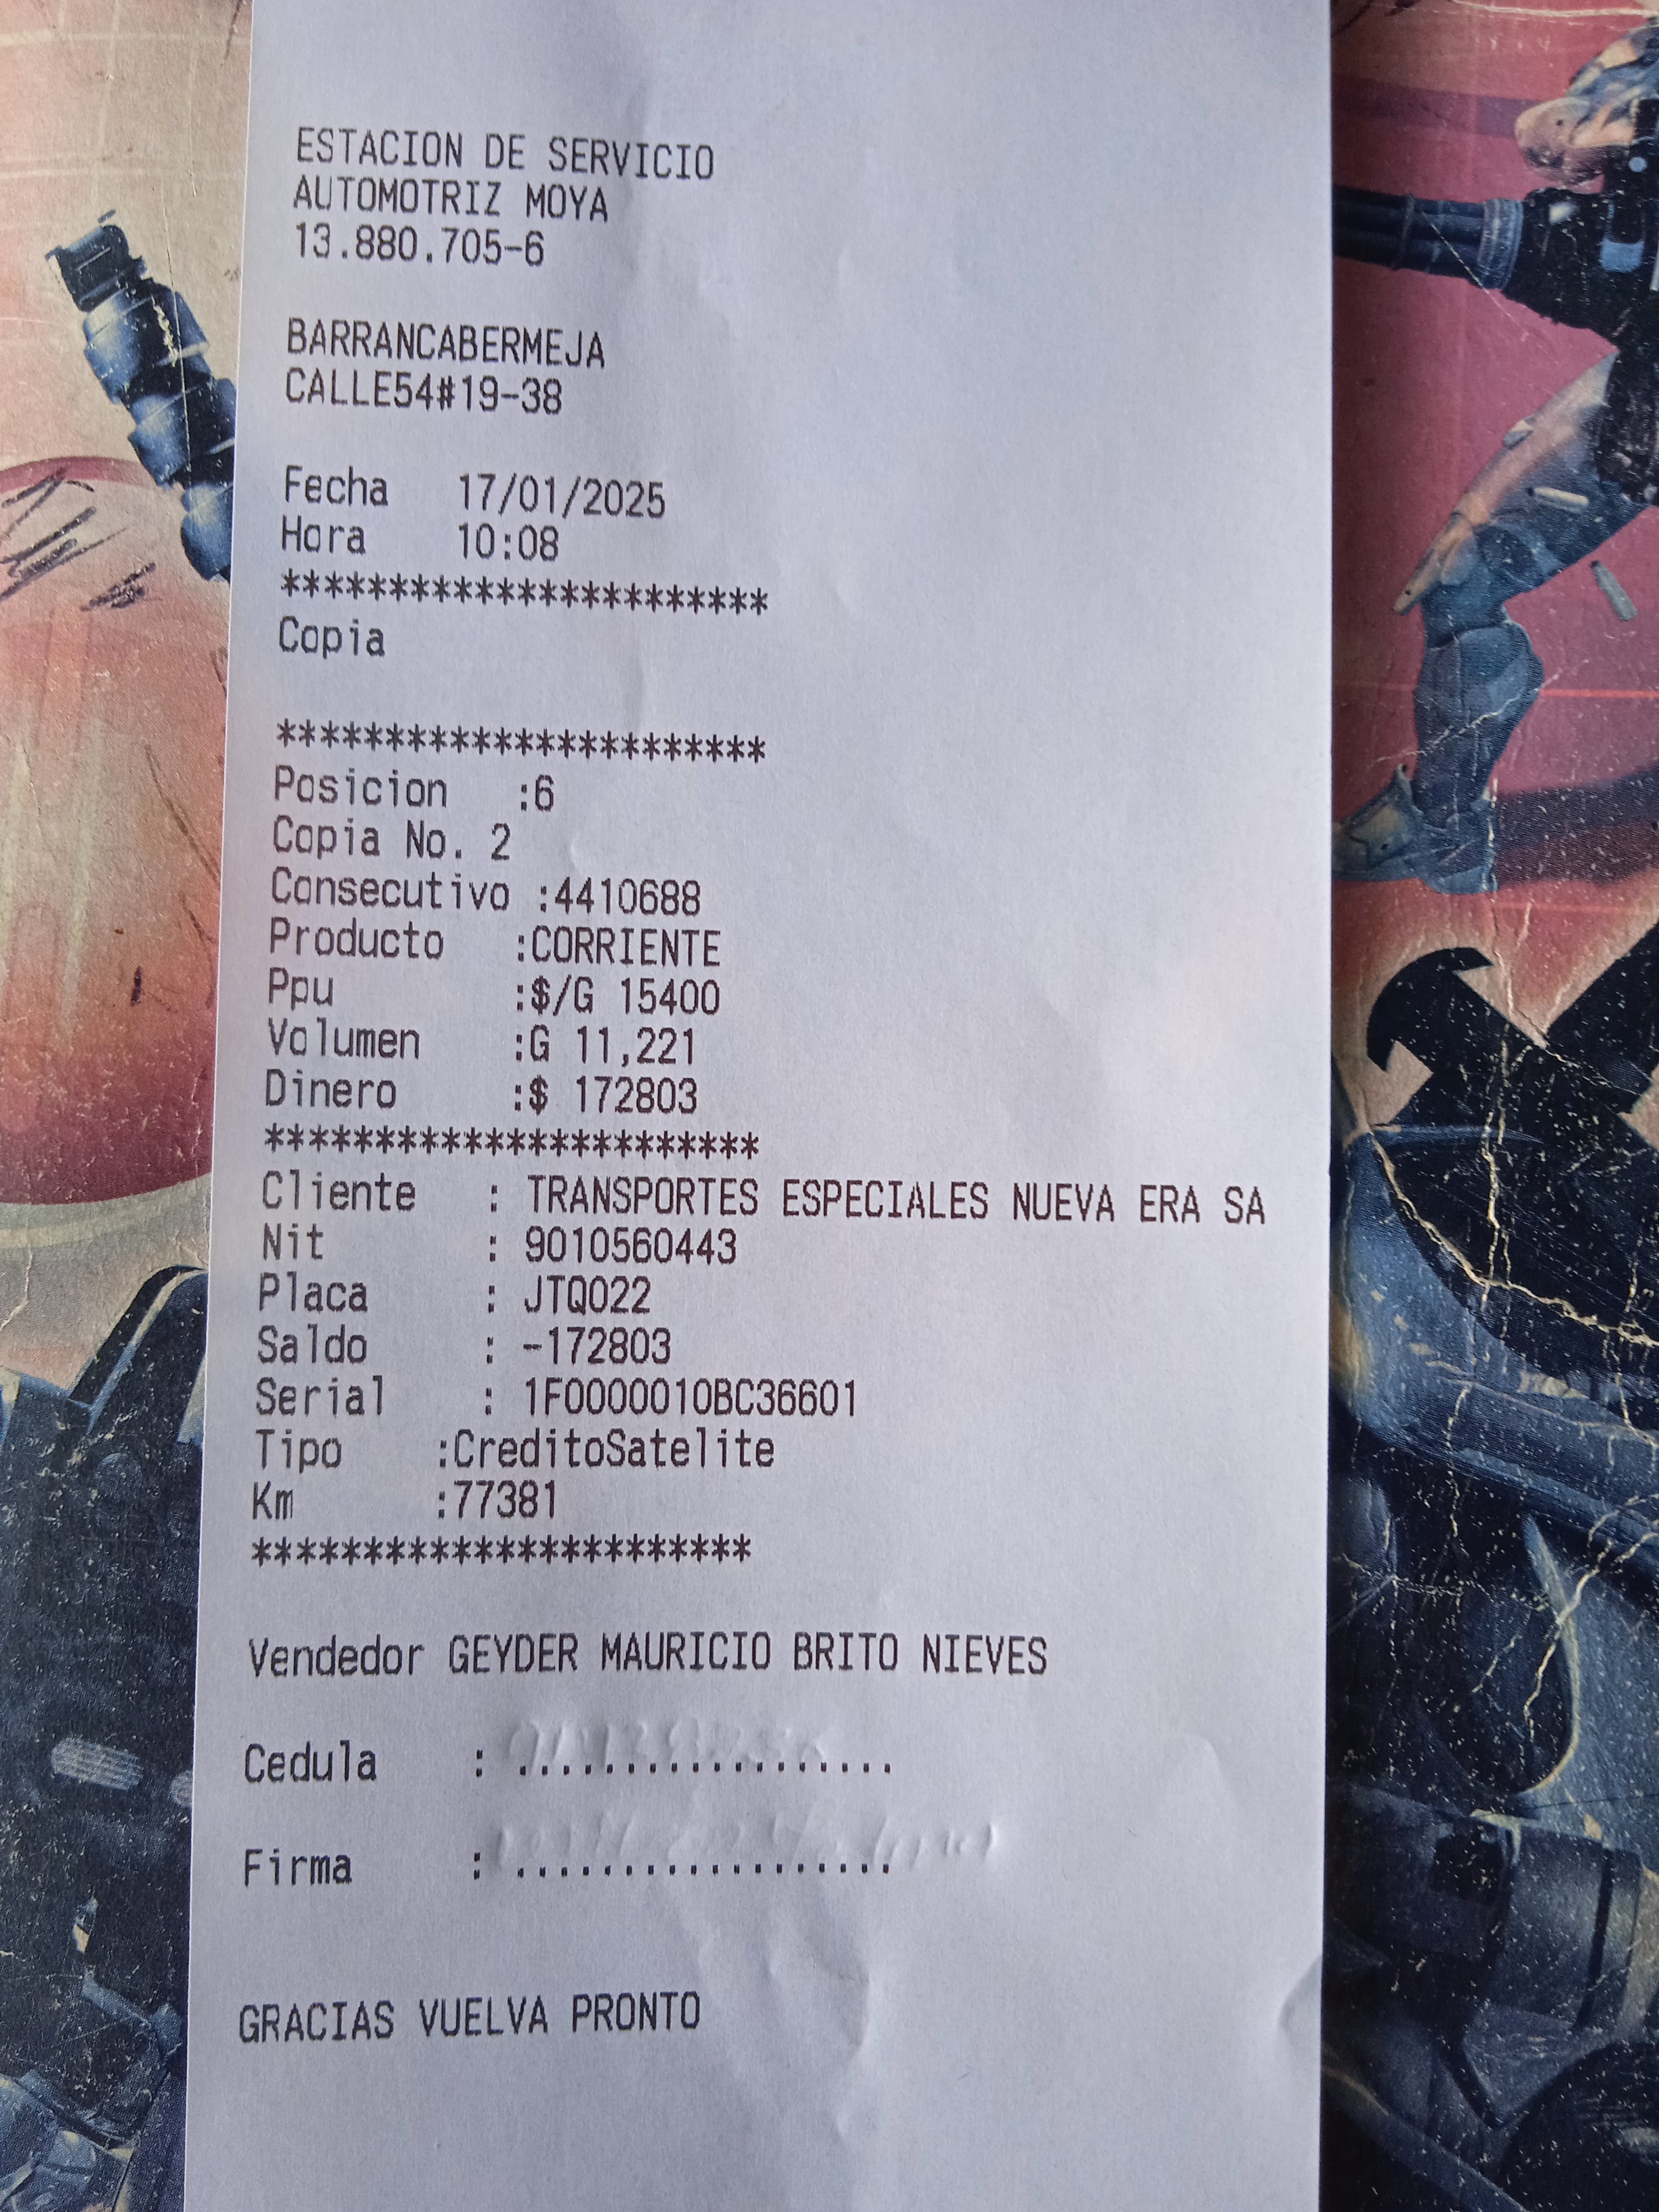 ESTACION DE SERVICIO
AUTOMOTRIZ MOYA
13.880.705-6
BARRANCABERMEJA
CALLE54#19-38
Fecha 17/01/2025
Hora 10:08
***********************
Copia
***********************
Posicion :6
Copia No. 2
Consecutivo :4410688
Producto :CORRIENTE
Ppu :$/G 15400
Volumen :G 11,221
Dinero :$ 172803
***********************
Cliente : TRANSPORTES ESPECIALES NUEVA ERA SA
Nit : 9010560443
Placa : JTQ022
Saldo : -172803
Serial : 1F0000010BC36601
Tipo :CreditoSatelite
Km :77381
***********************
Vendedor GEYDER MAURICIO BRITO NIEVES
Cedula : ..................
Firma : ..................
GRACIAS VUELVA PRONTO